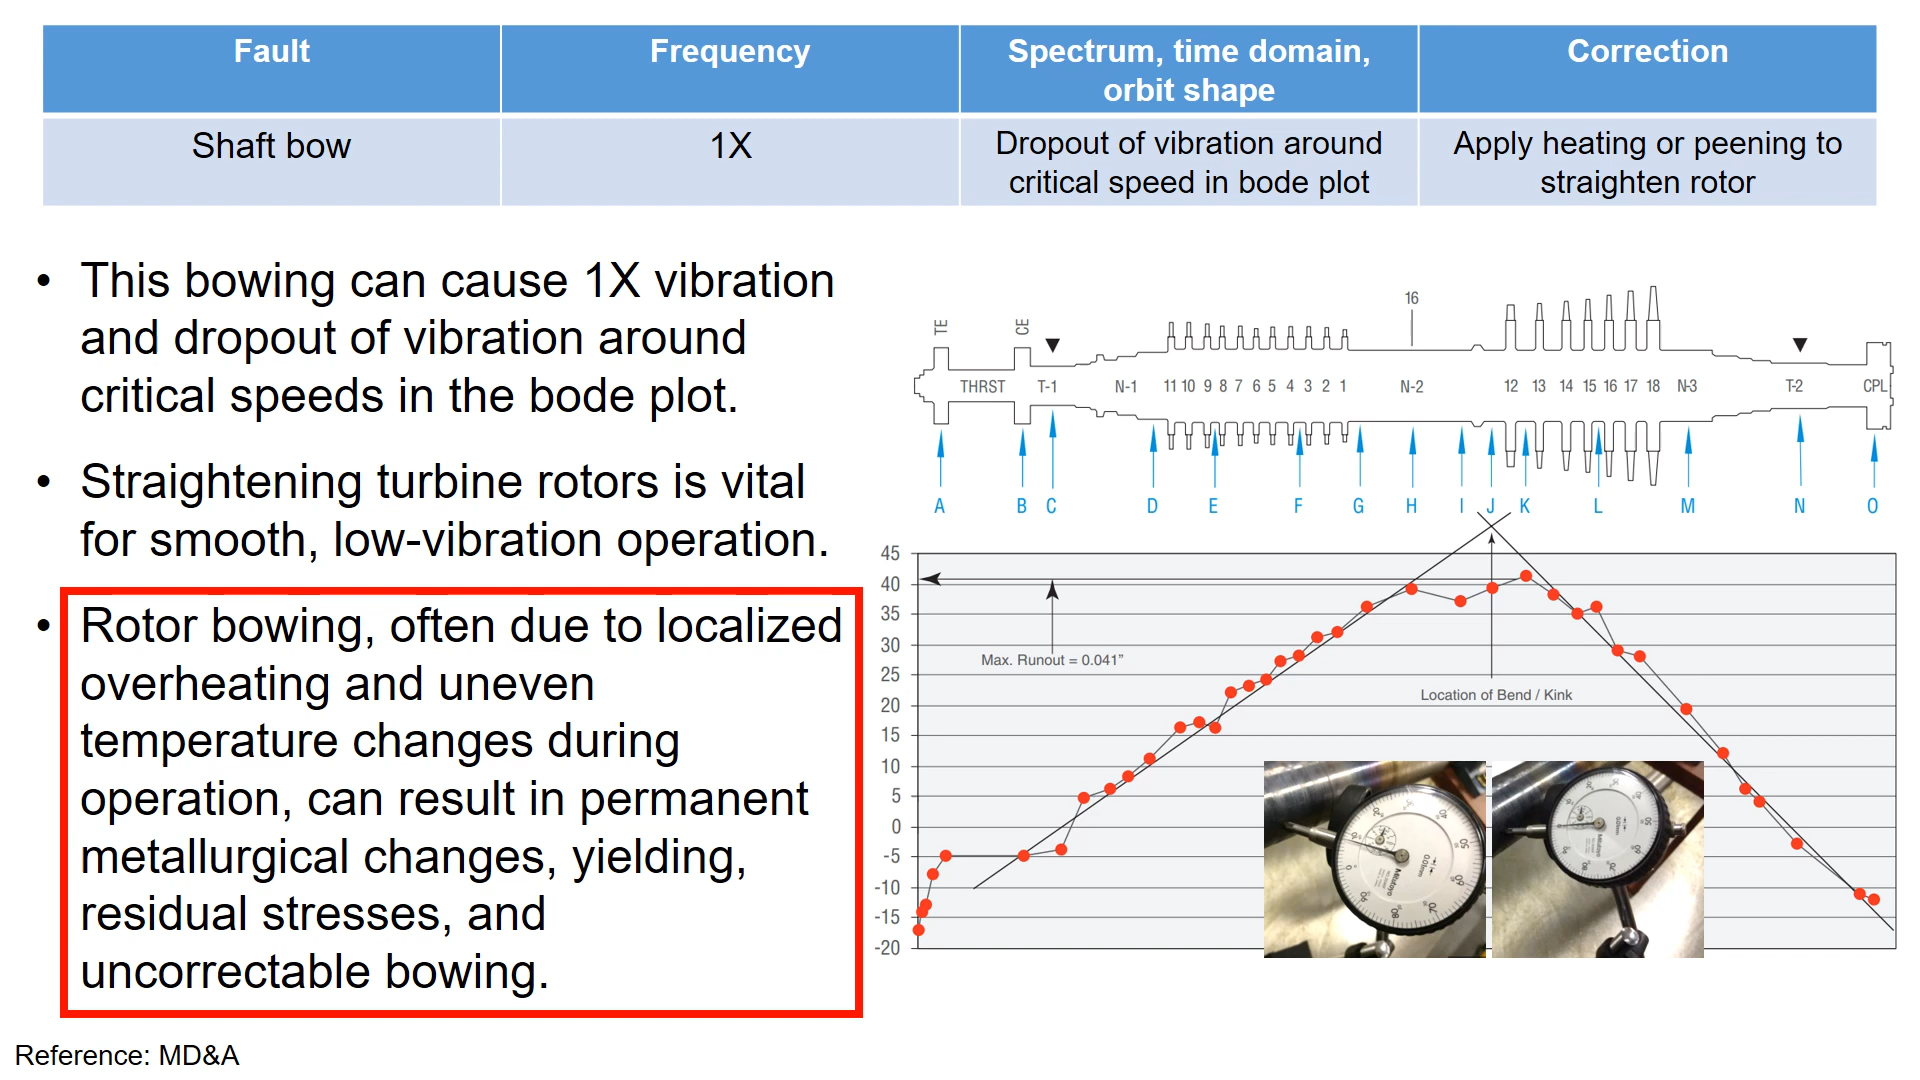 Fault Frequency Spectrum, time domain, Correction
orbit shape
Shaft bow 1X Dropout of vibration around Apply heating or peening to
critical speed in bode plot straighten rotor
• This bowing can cause 1X vibration
and dropout of vibration around
critical speeds in the bode plot.
• Straightening turbine rotors is vital
for smooth, low-vibration operation.
• Rotor bowing, often due to localized
overheating and uneven
temperature changes during
operation, can result in permanent
metallurgical changes, yielding,
residual stresses, and
uncorrectable bowing.
Reference: MD&A
16
TE CE
THRST T-1 N-1 11 10 9 8 7 6 5 4 3 2 1 N-2 12 13 14 15 16 17 18 N-3 T-2 CPL
A B C D E F G H I J K L M N O
45
40
35
30
25
20
15
10
5
0
-5
-10
-15
-20
Max. Runout = 0.041”
Location of Bend / Kink
Mitutoyo
0.01mm
Mitutoyo
0.01mm